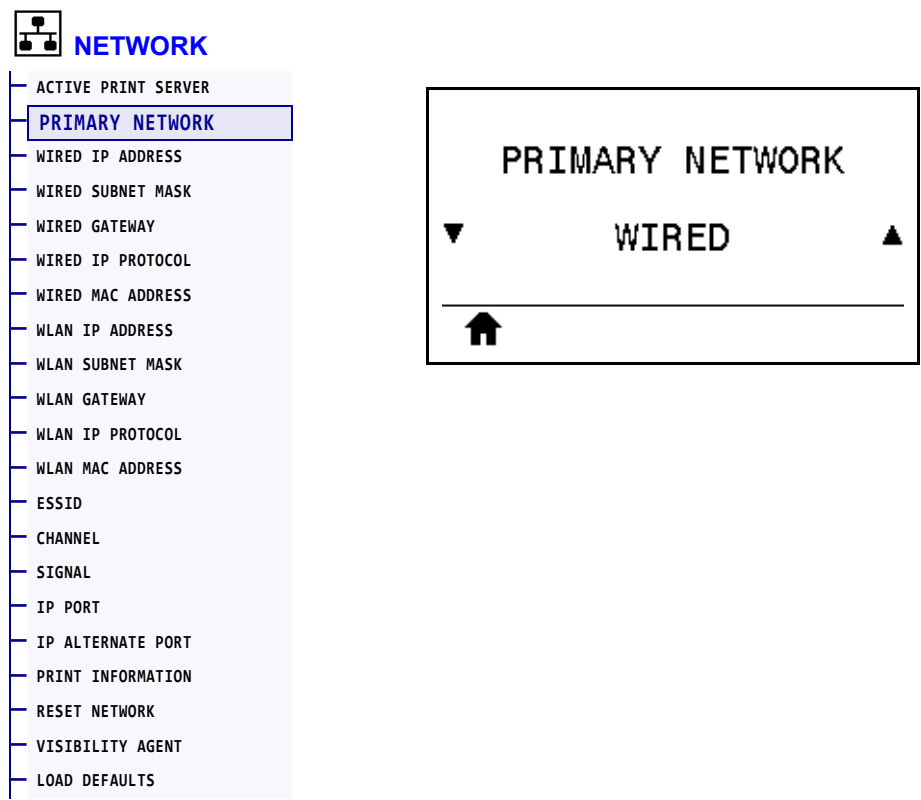 NETWORK
ACTIVE PRINT SERVER
PRIMARY NETWORK
WIRED IP ADDRESS
WIRED SUBNET MASK
WIRED GATEWAY
WIRED IP PROTOCOL
WIRED MAC ADDRESS
WLAN IP ADDRESS
WLAN SUBNET MASK
WLAN GATEWAY
WLAN IP PROTOCOL
WLAN MAC ADDRESS
ESSID
CHANNEL
SIGNAL
IP PORT
IP ALTERNATE PORT
PRINT INFORMATION
RESET NETWORK
VISIBILITY AGENT
LOAD DEFAULTS
PRIMARY NETWORK
WIRED